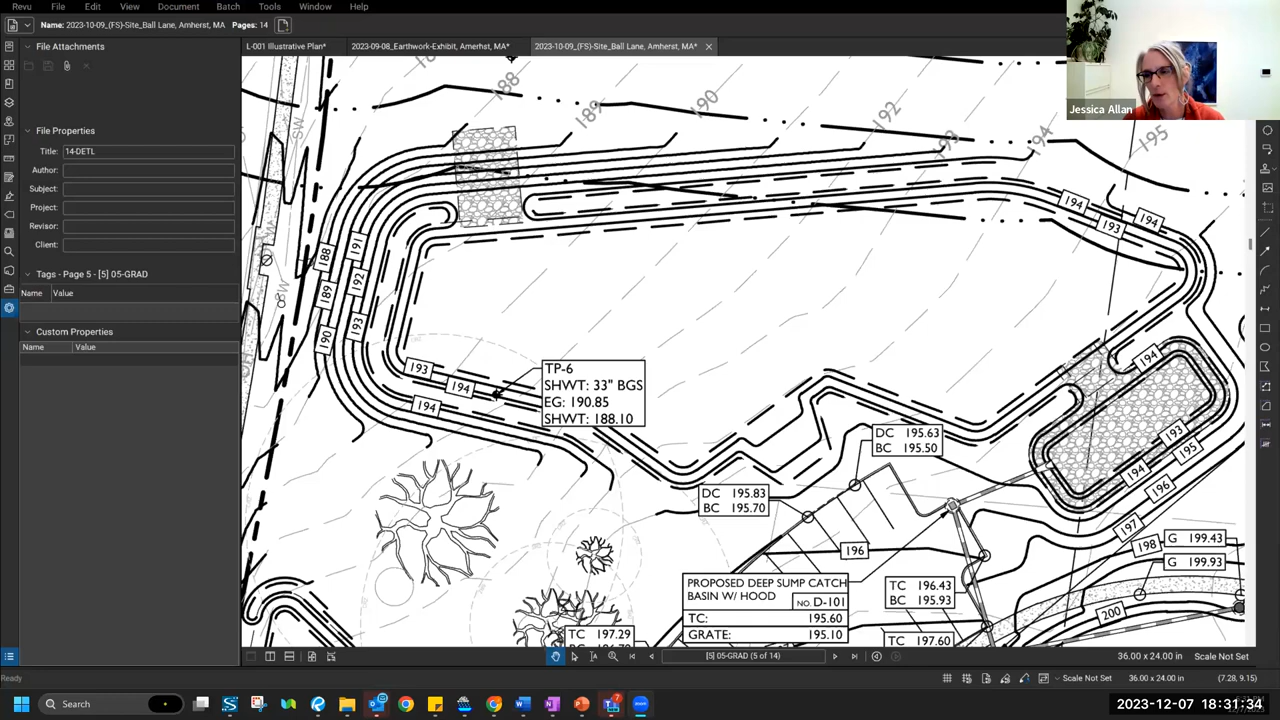 Revu File Edit View Document Batch Tools Window Help
Name: 2023-10-09_(FS)-Site_Ball Lane, Amherst, MA Pages: 14
File Attachments
L-001 Illustrative Plan*
2023-09-08_Earthwork-Exhibit, Amerhst, MA*
2023-10-09_(FS)-Site_Ball Lane, Amherst, MA*
Jessica Allan
File Properties
Title: 14-DETL
Author:
Subject:
Project:
Revisor:
Client:
Tags - Page 5 - [5] 05-GRAD
Name Value
Custom Properties
Name Value
188
189
190
192
193
194
195
194
193
194
188
189
190
191
192
193
193
194
194
TP-6
SHWT: 33" BGS
EG: 190.85
SHWT: 188.10
194
193
195
194
196
197
198
DC 195.63
BC 195.50
DC 195.83
BC 195.70
196
G 199.43
G 199.93
PROPOSED DEEP SUMP CATCH
BASIN W/ HOOD
NO. D-101
TC: 195.60
GRATE: 195.10
TC 196.43
BC 195.93
200
TC 197.29
TC 197.60
[5] 05-GRAD (5 of 14)
36.00 x 24.00 in Scale Not Set
Ready
Scale Not Set 36.00 x 24.00 in (7.28, 9.15)
Search
2023-12-07 18:31:34